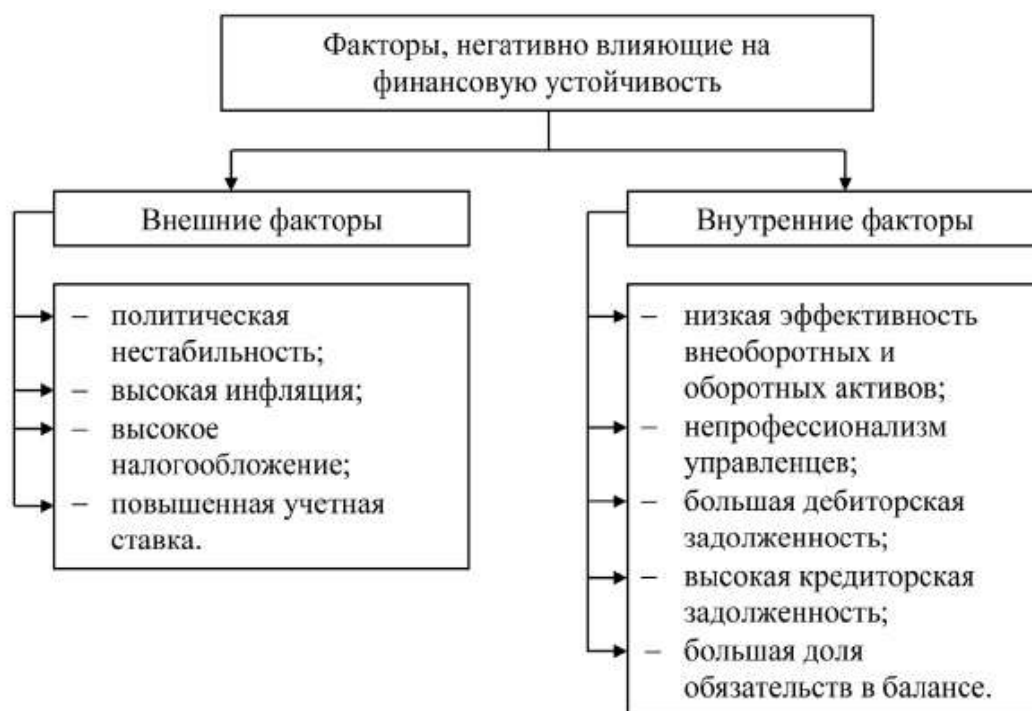 Факторы, негативно влияющие на
финансовую устойчивость
Внешние факторы
– политическая
нестабильность;
– высокая инфляция;
– высокое
налогообложение;
– повышенная учетная
ставка.
Внутренние факторы
– низкая эффективность
внеоборотных и
оборотных активов;
– непрофессионализм
управленцев;
– большая дебиторская
задолженность;
– высокая кредиторская
задолженность;
– большая доля
обязательств в балансе.